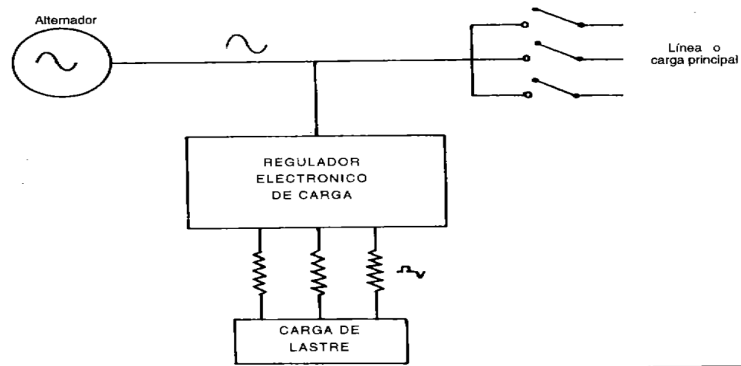 Alternador
Línea o
carga principal
REGULADOR
ELECTRONICO
DE CARGA
CARGA DE
LASTRE